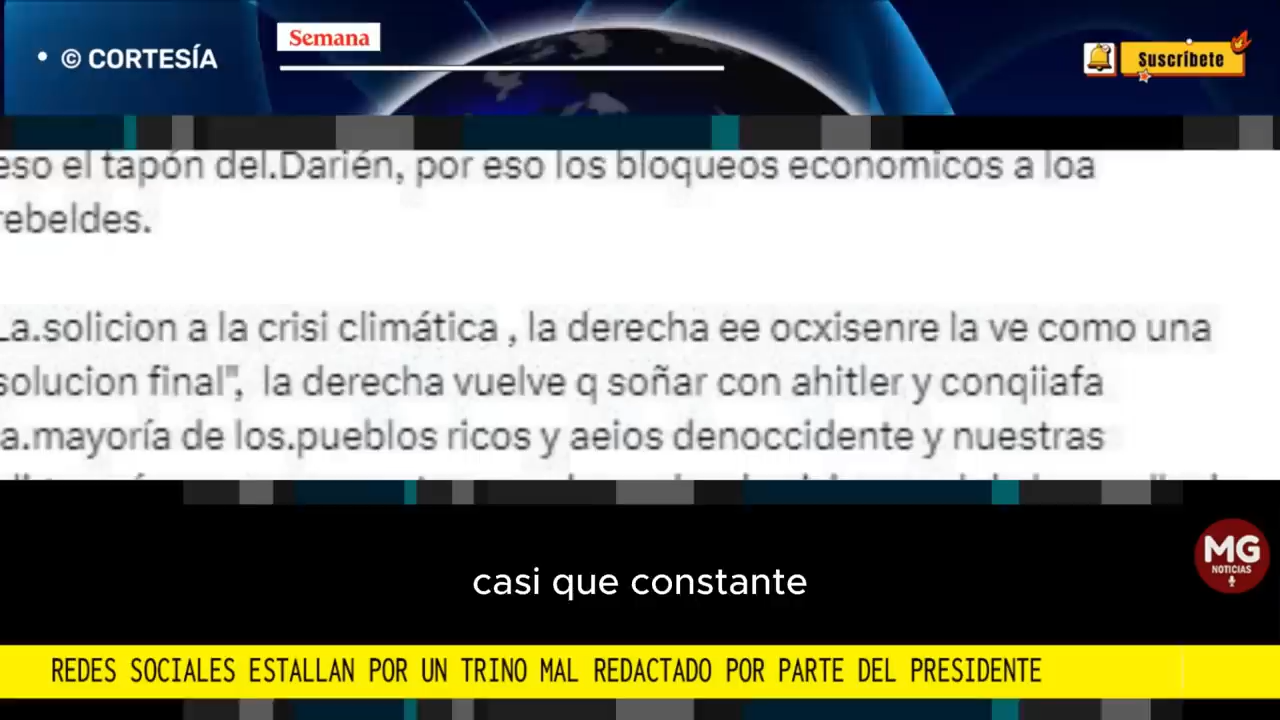 • © CORTESÍA
Semana
Suscríbete
eso el tapón del.Darién, por eso los bloqueos economicos a loa
rebeldes.
La.solicion a la crisi climática , la derecha ee ocxisenre la ve como una
solucion final", la derecha vuelve q soñar con ahitler y conqiiafa
la.mayoría de los.pueblos ricos y aeios denoccidente y nuestras
casi que constante
MG
NOTICIAS
REDES SOCIALES ESTALLAN POR UN TRINO MAL REDACTADO POR PARTE DEL PRESIDENTE